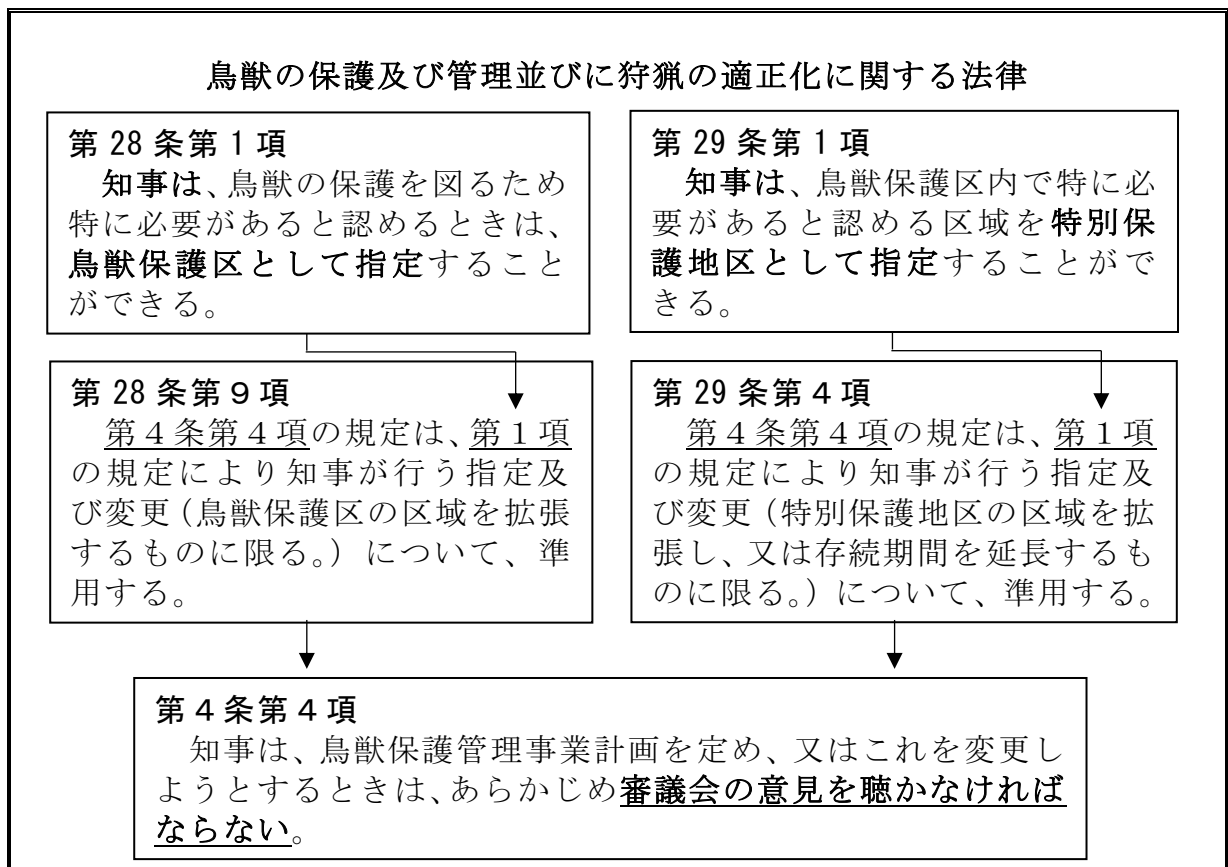 鳥獣の保護及び管理並びに狩猟の適正化に関する法律
第28条第1項
知事は、鳥獣の保護を図るため
特に必要があると認めるときは、
鳥獣保護区として指定すること
ができる。
第29条第1項
知事は、鳥獣保護区内で特に必
要があると認める区域を特別保
護地区として指定することがで
きる。
第28条第9項
第4条第4項の規定は、第1項
の規定により知事が行う指定及
び変更(鳥獣保護区の区域を拡張
するものに限る。)について、準
用する。
第29条第4項
第4条第4項の規定は、第1項
の規定により知事が行う指定及
び変更(特別保護地区の区域を拡
張し、又は存続期間を延長するも
のに限る。)について、準用する。
第4条第4項
知事は、鳥獣保護管理事業計画を定め、又はこれを変更し
ようとするときは、あらかじめ審議会の意見を聴かなければ
ならない。